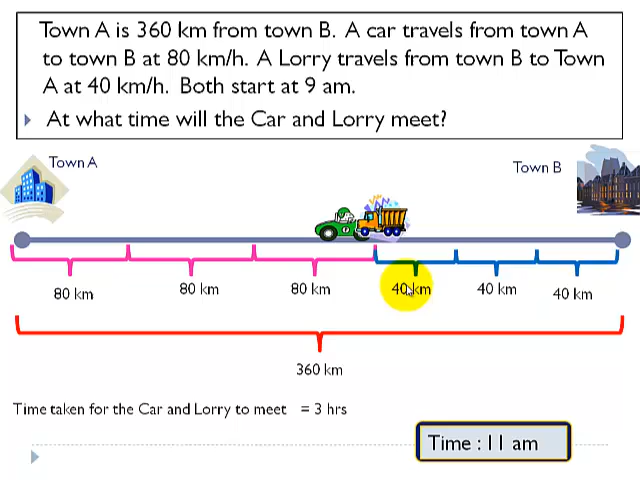 Town A is 360 km from town B. A car travels from town A
to town B at 80 km/h. A Lorry travels from town B to Town
A at 40 km/h. Both start at 9 am.
At what time will the Car and Lorry meet?
Town A
Town B
80 km 80 km 80 km 40 km 40 km 40 km
360 km
Time taken for the Car and Lorry to meet = 3 hrs
Time : 11 am